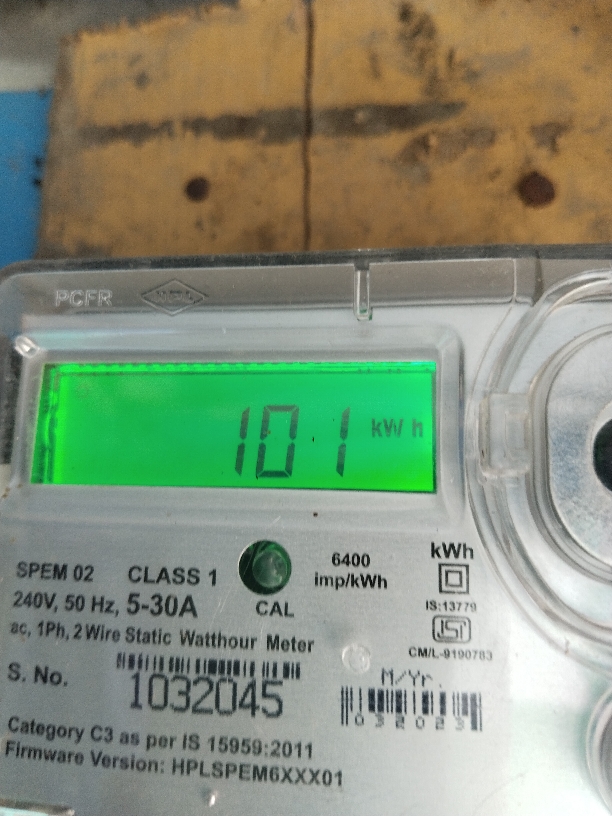 PCFR HPL
101 kWh
SPEM 02 CLASS 1 6400 kWh
imp/kWh
240V, 50 Hz, 5-30A CAL IS:13779
ISI
ac, 1Ph, 2 Wire Static Watthour Meter CM/L-9190783
S. No. 1032045 M/Yr.
032023
Category C3 as per IS 15959:2011
Firmware Version: HPLSPEM6XXX01